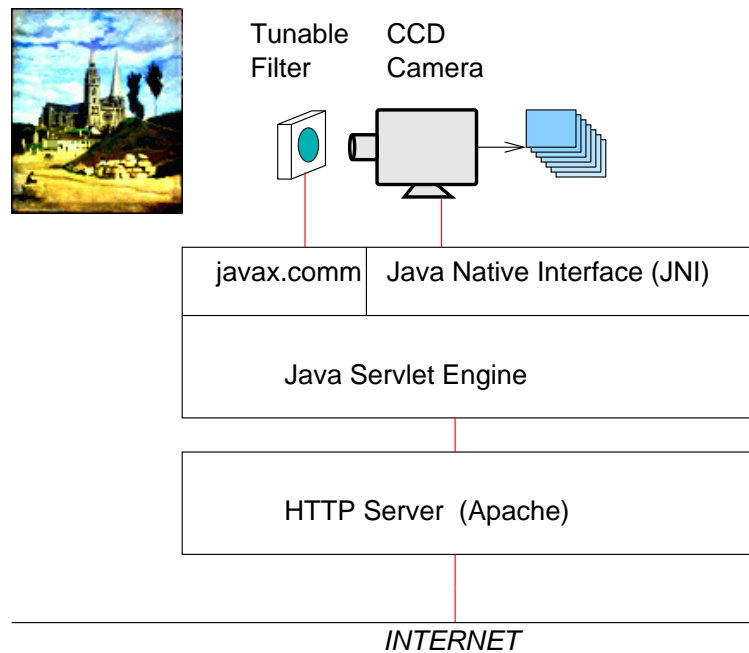 Tunable
Filter
CCD
Camera
javax.comm
Java Native Interface (JNI)
Java Servlet Engine
HTTP Server (Apache)
INTERNET